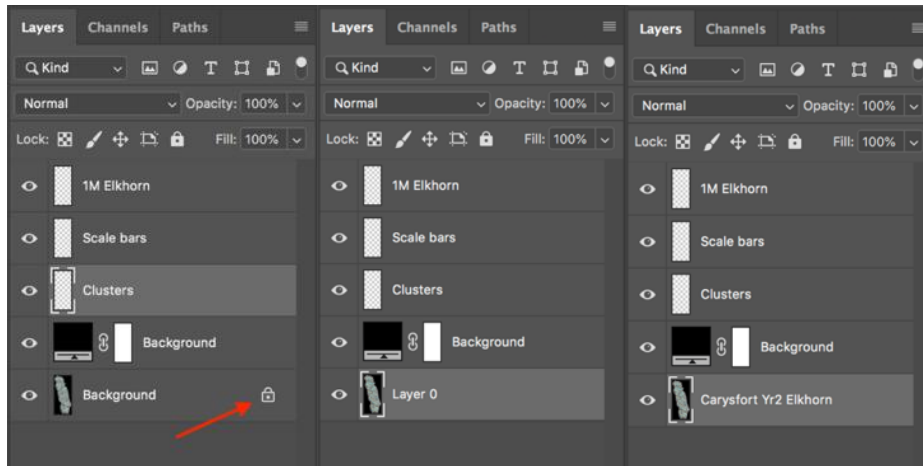 Layers Channels Paths
Kind T
Normal Opacity: 100%
Lock: Fill: 100%
1M Elkhorn
Scale bars
Clusters
Background
Background
Layers Channels Paths
Kind T
Normal Opacity: 100%
Lock: Fill: 100%
1M Elkhorn
Scale bars
Clusters
Background
Layer 0
Layers Channels Paths
Kind T
Normal Opacity: 100%
Lock: Fill: 100%
1M Elkhorn
Scale bars
Clusters
Background
Carysfort Yr2 Elkhorn